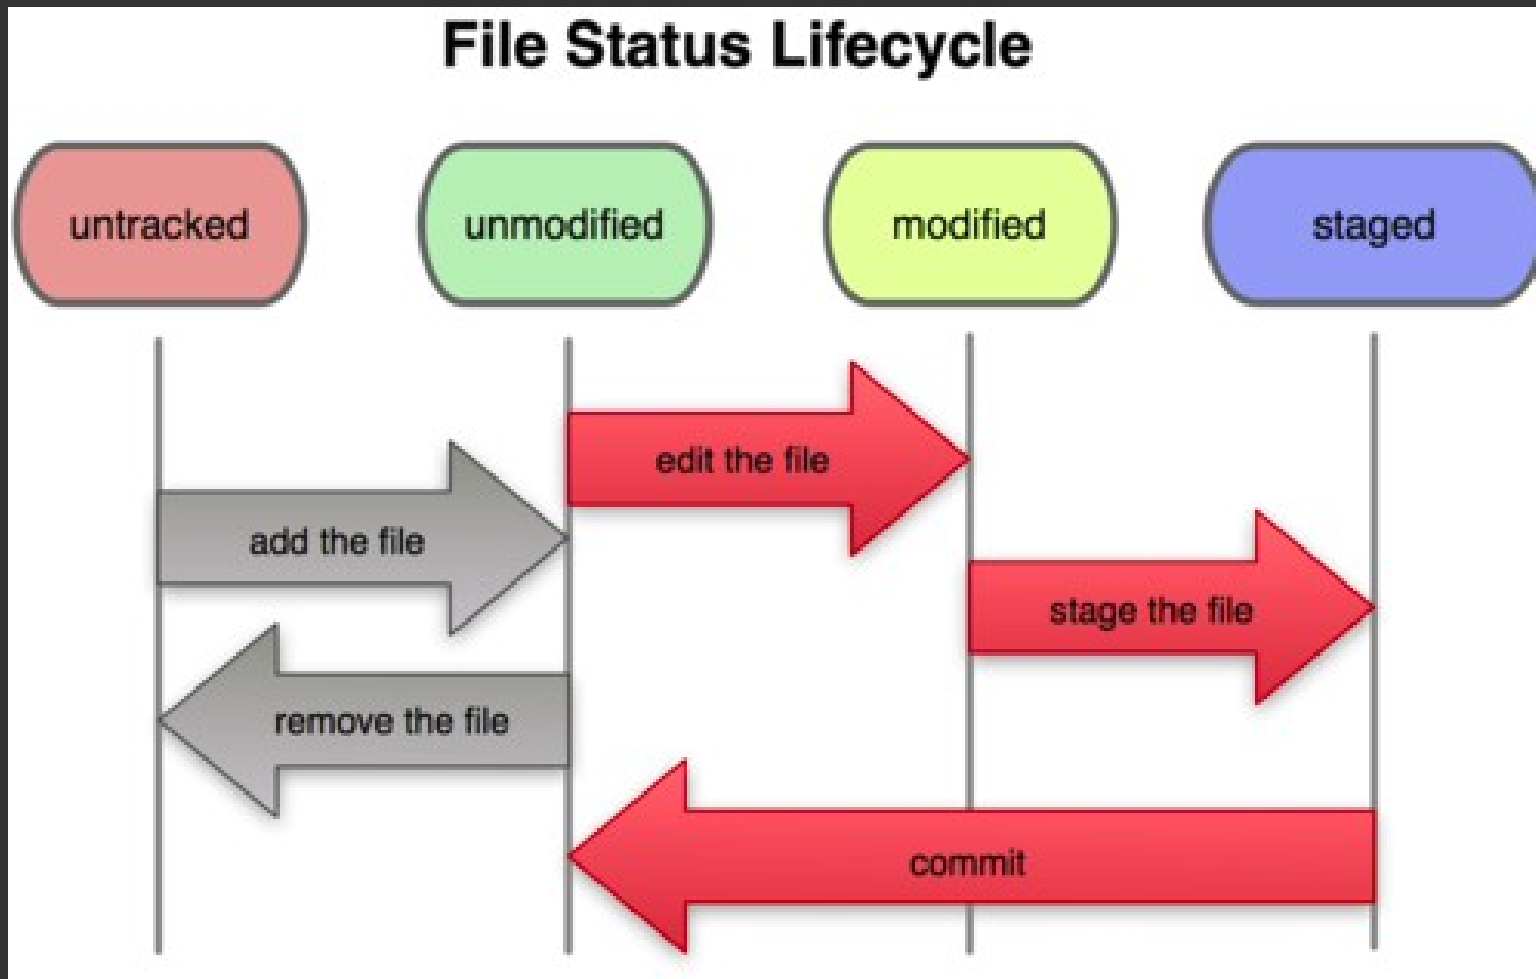 File Status Lifecycle
untracked
unmodified
modified
staged
edit the file
add the file
stage the file
remove the file
commit